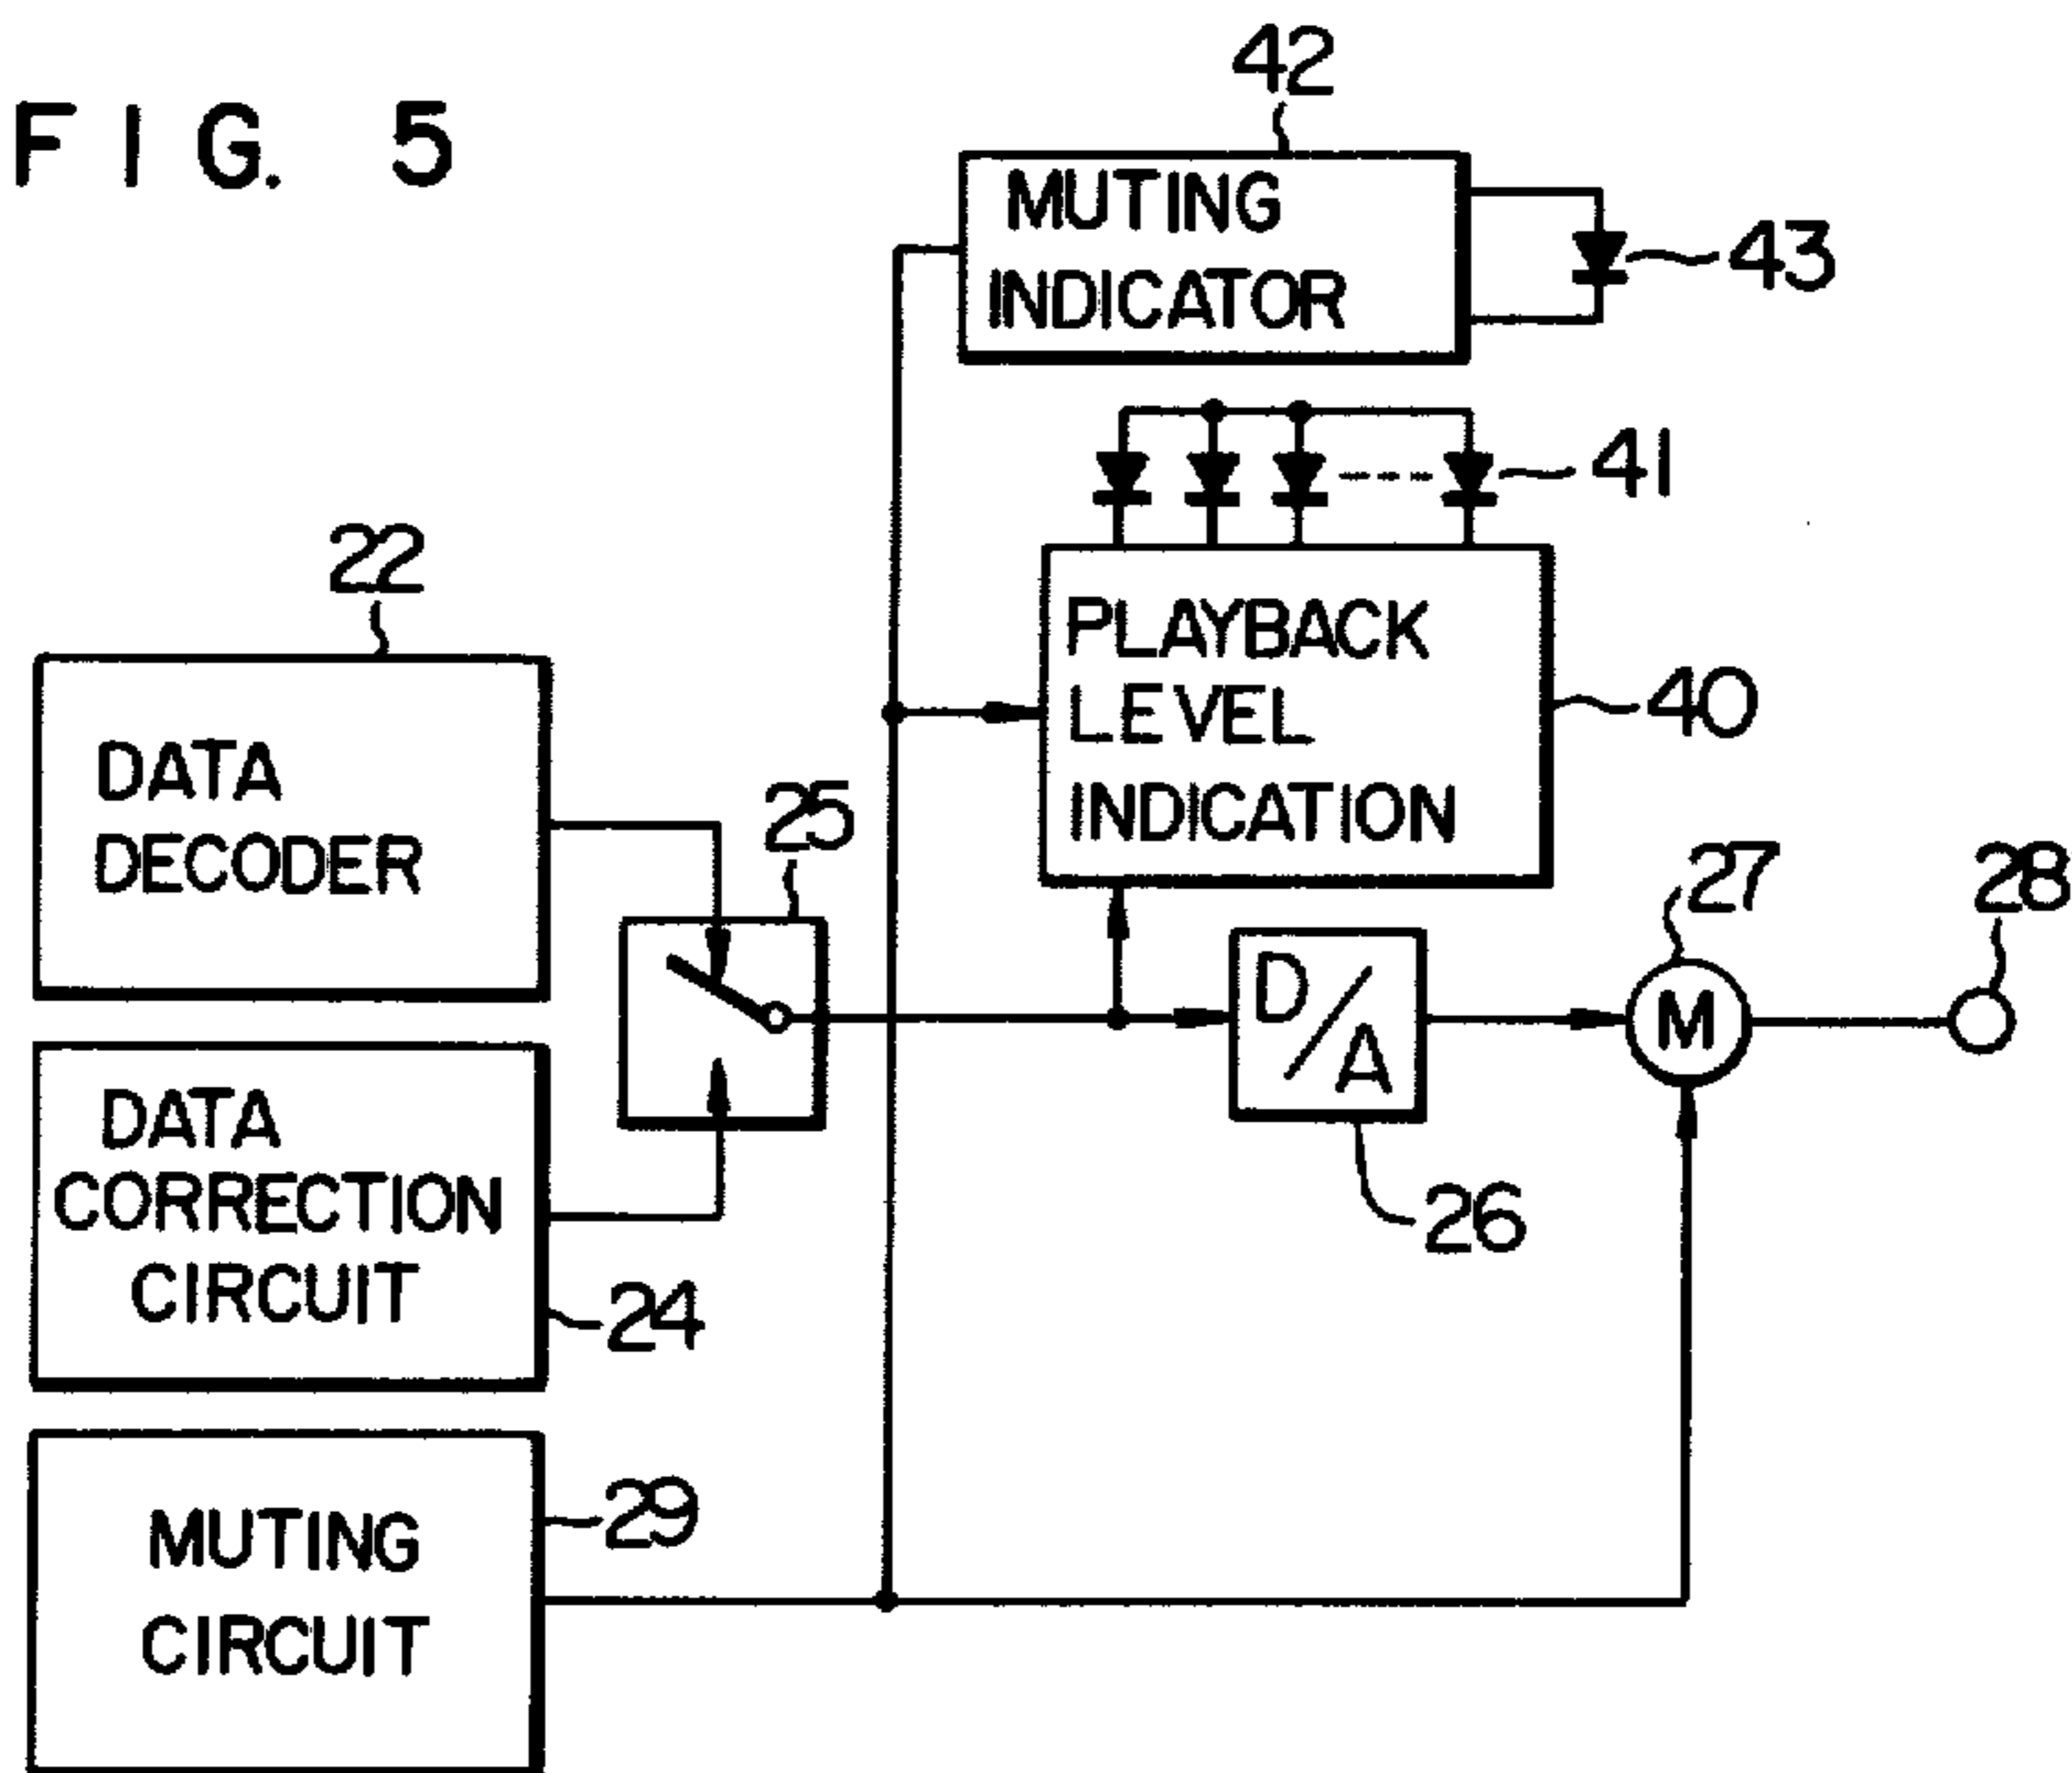 FIG. 5
42
MUTING
INDICATOR
43
41
PLAYBACK
LEVEL
INDICATION
40
22
DATA
DECODER
25
27
28
D/A
M
26
DATA
CORRECTION
CIRCUIT
24
MUTING
CIRCUIT
29